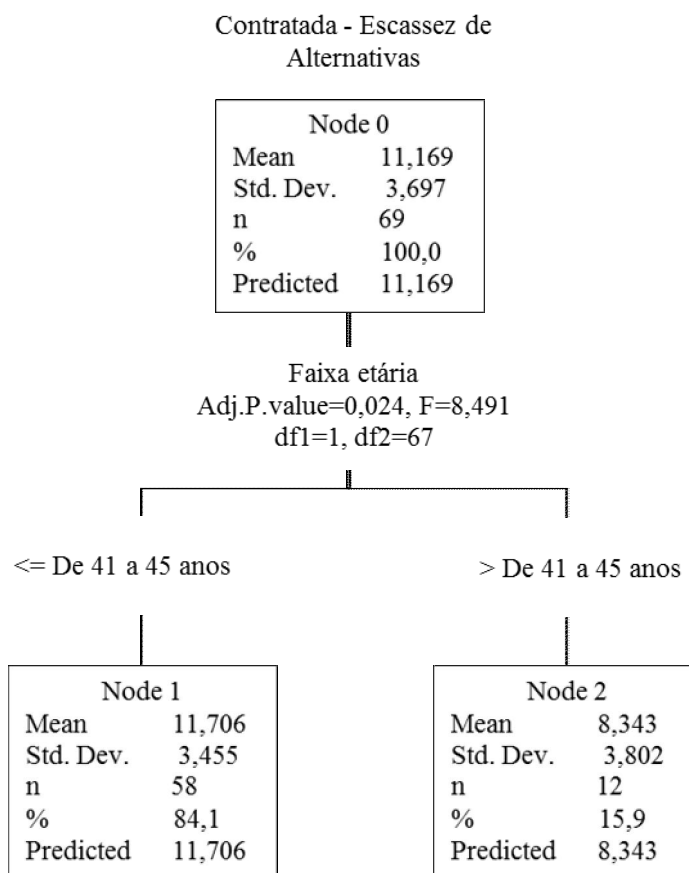 Contratada - Escassez de
Alternativas
Node 0
Mean 11,169
Std. Dev. 3,697
n 69
% 100,0
Predicted 11,169
Faixa etária
Adj.P.value=0,024, F=8,491
df1=1, df2=67
<= De 41 a 45 anos
> De 41 a 45 anos
Node 1
Mean 11,706
Std. Dev. 3,455
n 58
% 84,1
Predicted 11,706
Node 2
Mean 8,343
Std. Dev. 3,802
n 12
% 15,9
Predicted 8,343